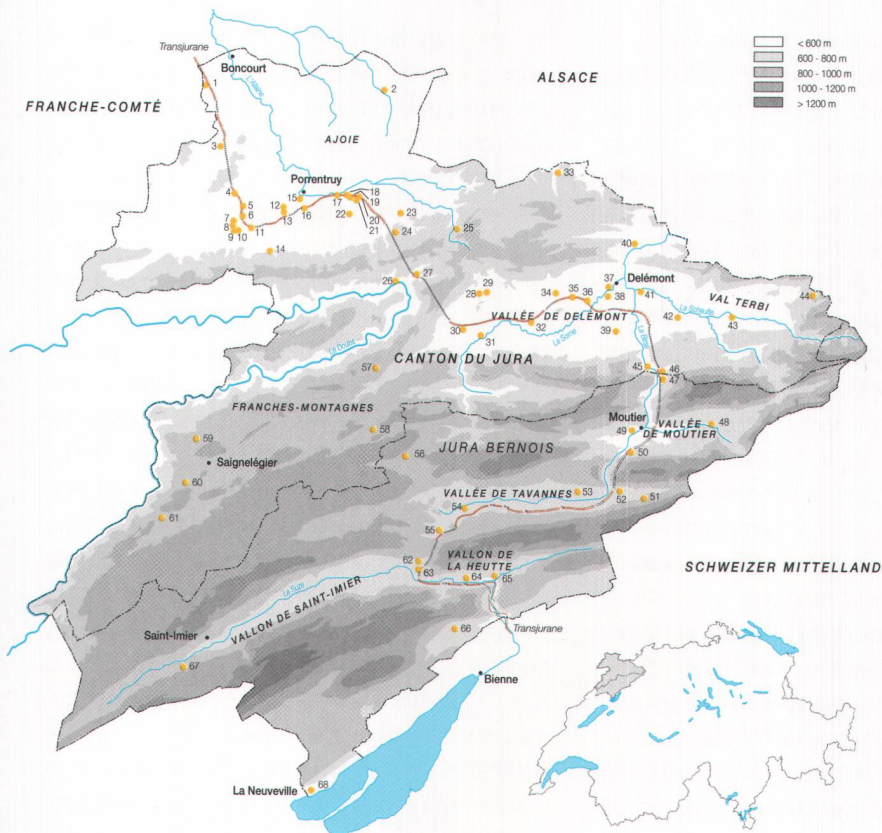 Transjurane
Boncourt
L'Allaine
FRANCHE-COMTÉ
ALSACE
< 600 m
600 - 800 m
800 - 1000 m
1000 - 1200 m
> 1200 m
1
2
3
AJOIE
Porrentruy
4
5
6
7
8
9
10
11
12
13
14
15
16
17
18
19
20
21
22
23
24
25
26
27
28
29
30
31
32
33
34
35
36
37
38
39
40
41
42
43
44
Delémont
VAL TERBI
La Scheulte
VALLÉE DE DELÉMONT
La Sorne
La Birse
Le Doubs
CANTON DU JURA
45
46
47
57
FRANCHES-MONTAGNES
58
59
Saignelégier
60
61
56
JURA BERNOIS
Moutier
48
49
VALLÉE
DE MOUTIER
50
51
52
53
VALLÉE DE TAVANNES
54
55
62
63
VALLON DE
LA HEUTTE
64
65
SCHWEIZER MITTELLAND
La Suze
VALLON DE SAINT-IMIER
Saint-Imier
66
67
Transjurane
Bienne
La Neuveville
68